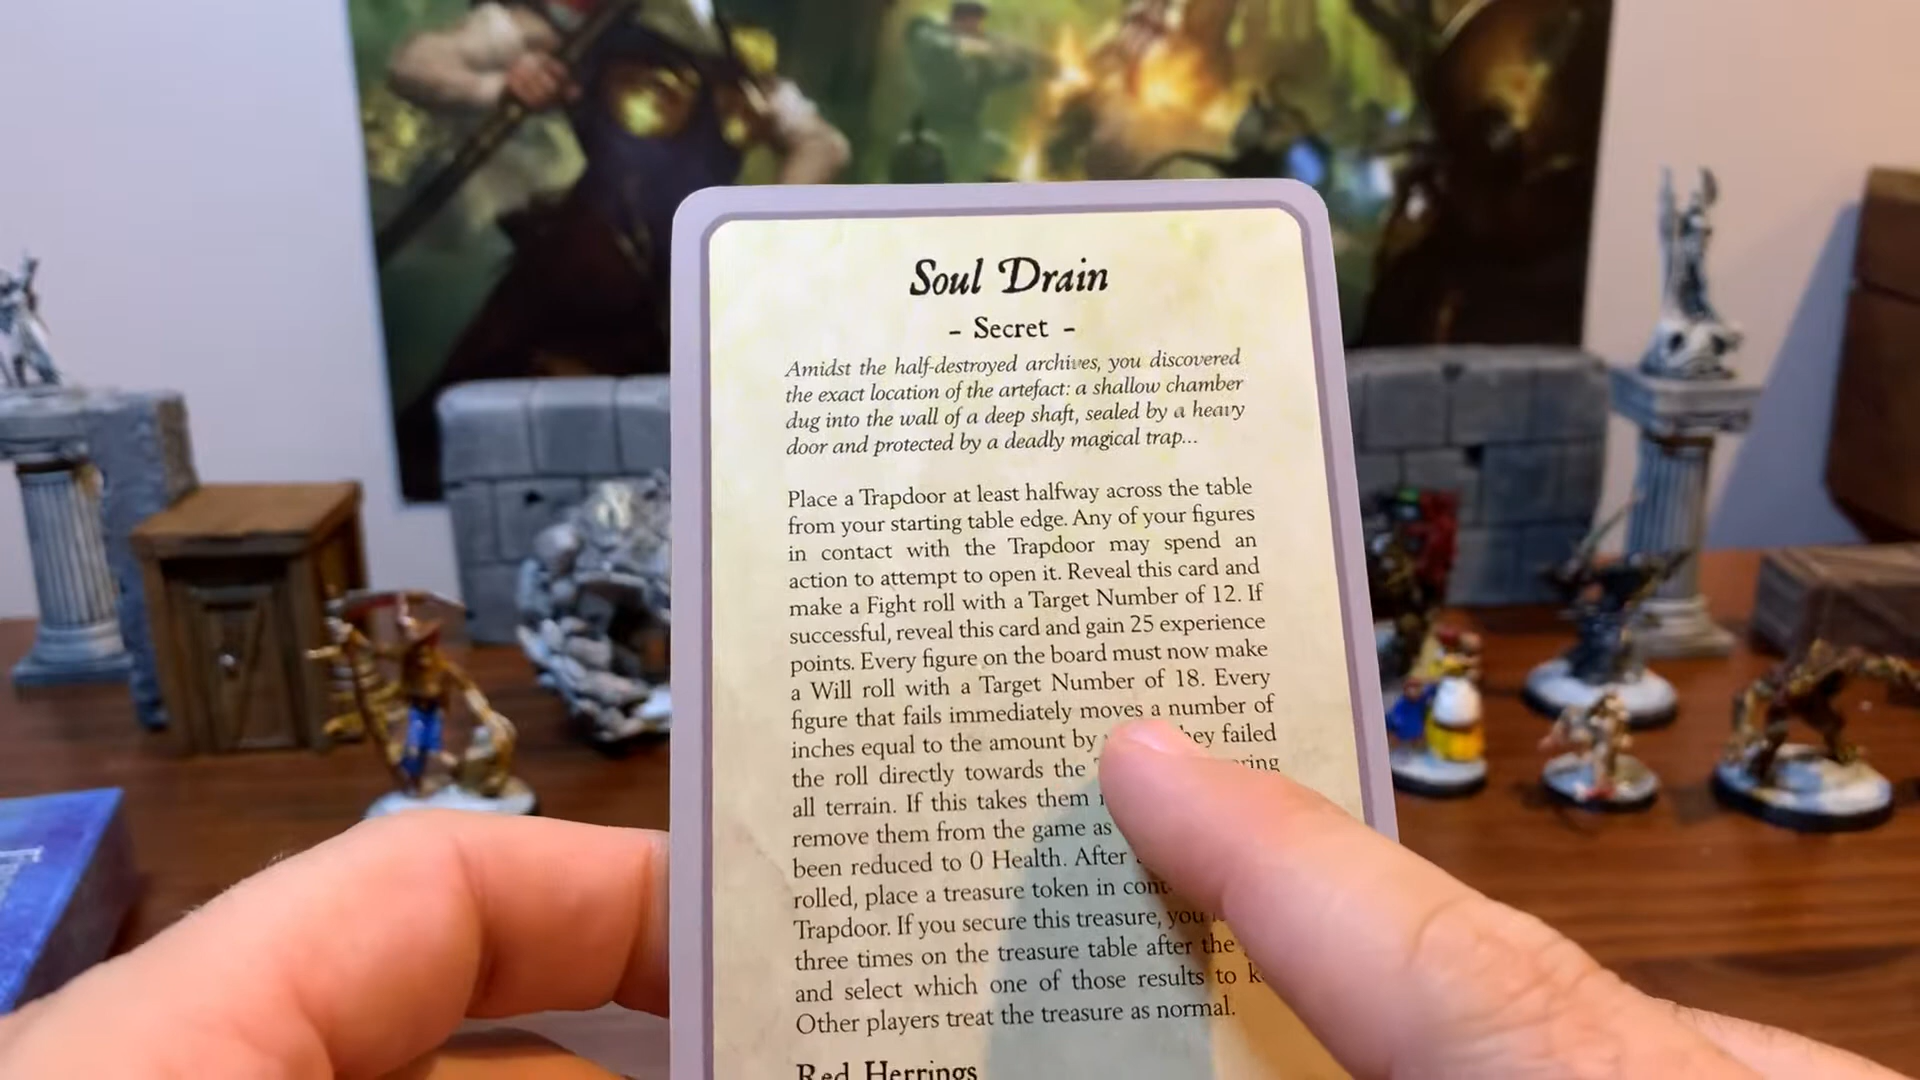 Soul Drain
- Secret -
Amidst the half-destroyed archives, you discovered
the exact location of the artefact: a shallow chamber
dug into the wall of a deep shaft, sealed by a heavy
door and protected by a deadly magical trap...
Place a Trapdoor at least halfway across the table
from your starting table edge. Any of your figures
in contact with the Trapdoor may spend an
action to attempt to open it. Reveal this card and
make a Fight roll with a Target Number of 12. If
successful, reveal this card and gain 25 experience
points. Every figure on the board must now make
a Will roll with a Target Number of 18. Every
figure that fails immediately moves a number of
inches equal to the amount by failed
the roll directly towards the
all terrain. If this takes them
remove them from the game as
been reduced to 0 Health. After
rolled, place a treasure token in
Trapdoor. If you secure this treasure, you
three times on the treasure table after the
and select which one of those results to
Other players treat the treasure as normal.
Red Herrings